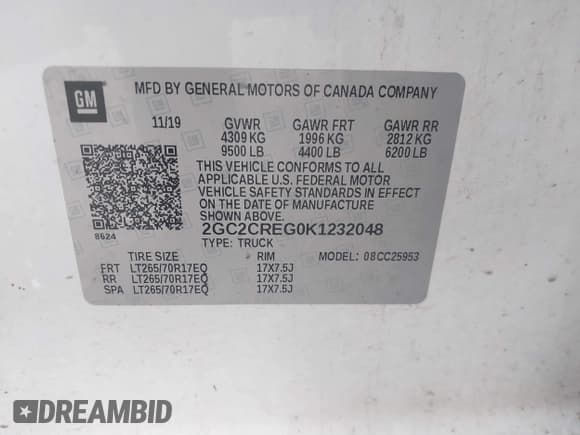 GM
MFD BY GENERAL MOTORS OF CANADA COMPANY
11/19 GVWR GAWR FRT GAWR RR
4309 KG 1996 KG 2812 KG
9500 LB 4400 LB 6200 LB
THIS VEHICLE CONFORMS TO ALL
APPLICABLE U.S. FEDERAL MOTOR
VEHICLE SAFETY STANDARDS IN EFFECT
ON THE DATE OF MANUFACTURE
SHOWN ABOVE.
8624
2GC2CREG0K1232048
TYPE: TRUCK
TIRE SIZE RIM MODEL: 08CC25953
FRT LT265/70R17EQ 17X7.5J
RR LT265/70R17EQ 17X7.5J
SPA LT265/70R17EQ 17X7.5J
DREAMBID